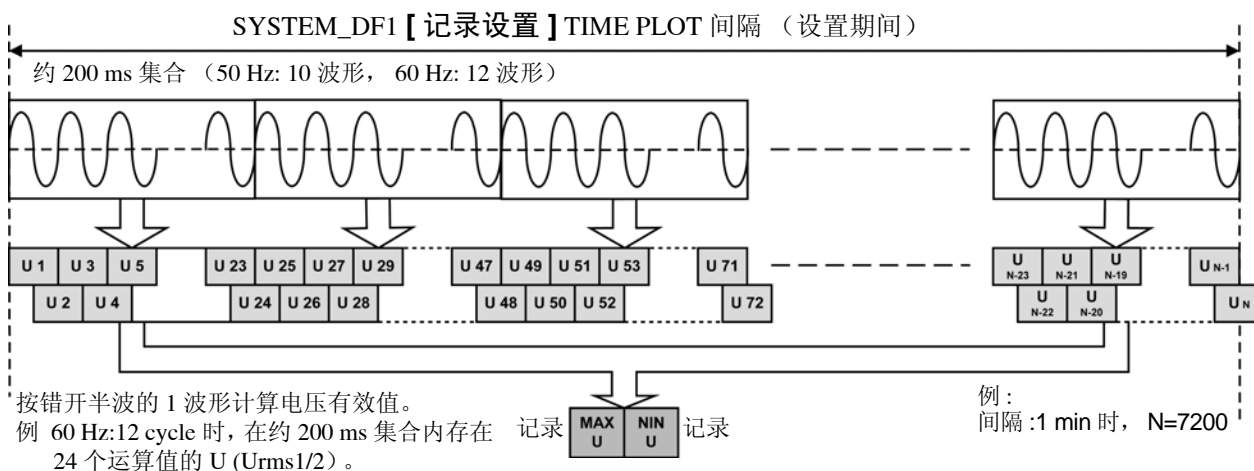 SYSTEM_DF1 [ 记录设置 ] TIME PLOT 间隔 （设置期间）
约 200 ms 集合 （50 Hz: 10 波形， 60 Hz: 12 波形）
U 1 U 3 U 5 U 23 U 25 U 27 U 29 U 47 U 49 U 51 U 53 U 71 U N-23 U N-21 U N-19 U N-1
U 2 U 4 U 24 U 26 U 28 U 48 U 50 U 52 U 72 U N-22 U N-20 U N
按错开半波的 1 波形计算电压有效值。
例 60 Hz:12 cycle 时，在约 200 ms 集合内存在
24 个运算值的 U (Urms1/2) 。
记录 MAX U NIN U 记录
例 :
间隔 :1 min 时， N=7200